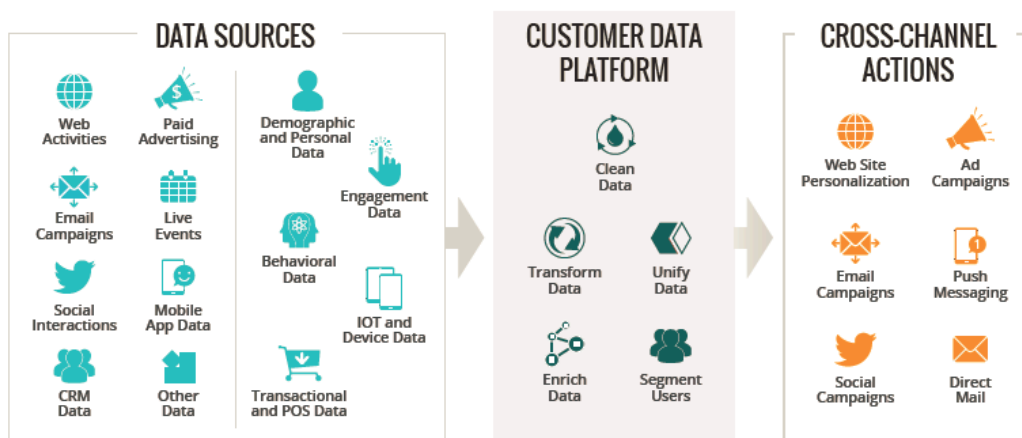 DATA SOURCES
Web
Activities
Paid
Advertising
Email
Campaigns
Live
Events
Social
Interactions
Mobile
App Data
CRM
Data
Other
Data
Demographic
and Personal
Data
Engagement
Data
Behavioral
Data
IOT and
Device Data
Transactional
and POS Data
CUSTOMER DATA
PLATFORM
Clean
Data
Transform
Data
Unify
Data
Enrich
Data
Segment
Users
CROSS-CHANNEL
ACTIONS
Web Site
Personalization
Ad
Campaigns
Email
Campaigns
1
Push
Messaging
Social
Campaigns
Direct
Mail